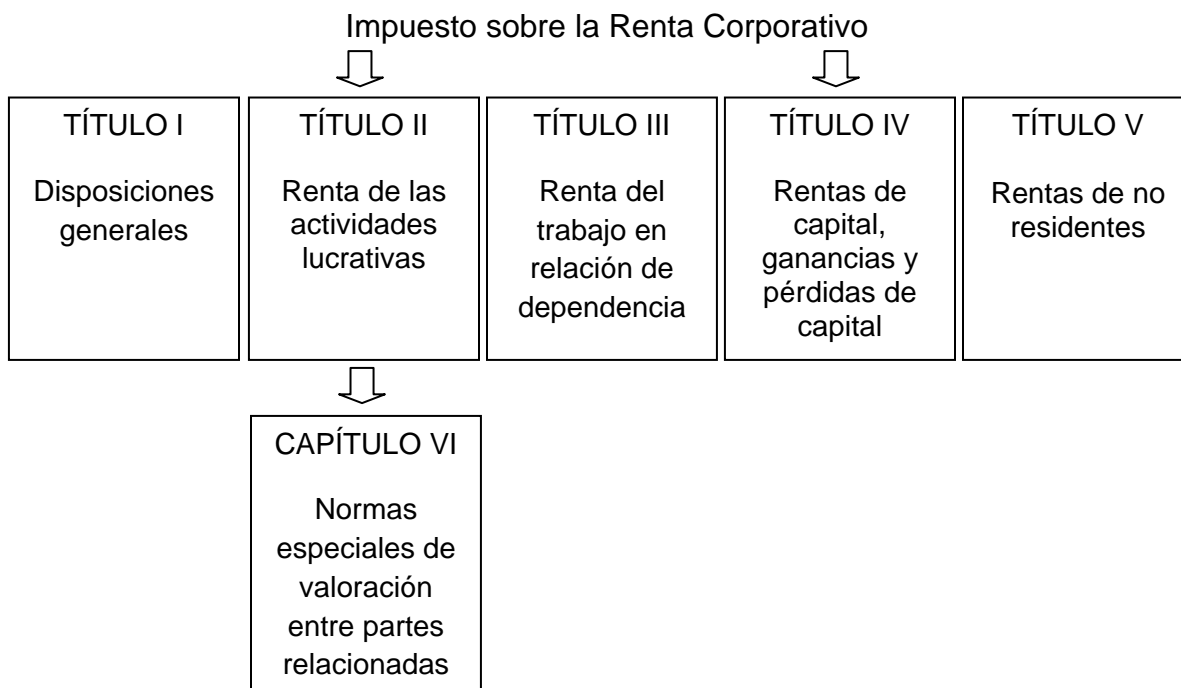 Impuesto sobre la Renta Corporativo
TÍTULO I
Disposiciones
generales
TÍTULO II
Renta de las
actividades
lucrativas
TÍTULO III
Renta del
trabajo en
relación de
dependencia
TÍTULO IV
Rentas de
capital,
ganancias y
pérdidas de
capital
TÍTULO V
Rentas de no
residentes
CAPÍTULO VI
Normas
especiales de
valoración
entre partes
relacionadas